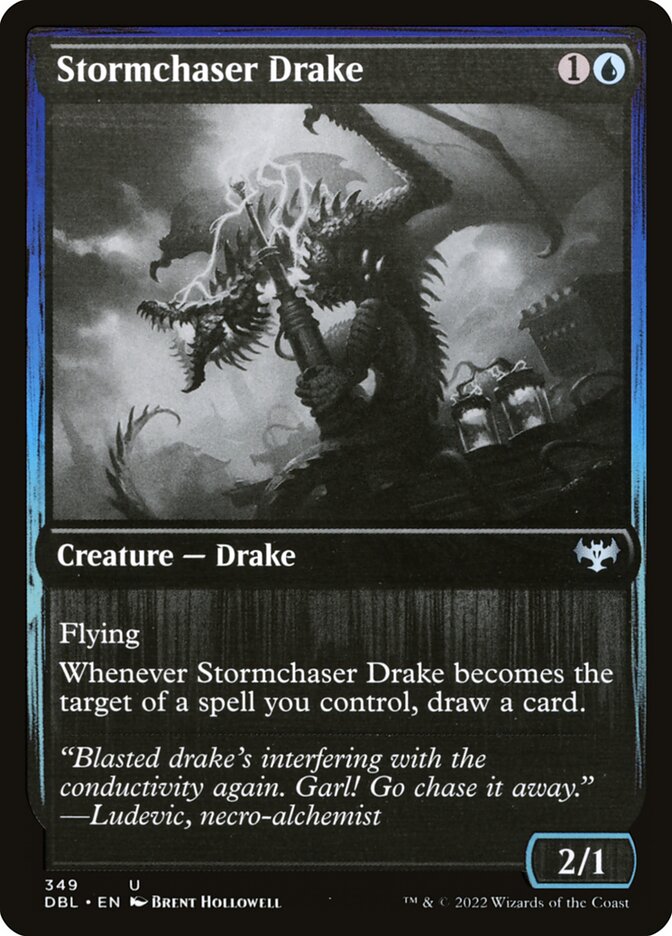 Stormchaser Drake 1
Creature — Drake
Flying
Whenever Stormchaser Drake becomes the
target of a spell you control, draw a card.
“Blasted drake’s interfering with the
conductivity again. Garl! Go chase it away.”
—Ludevic, necro-alchemist
2/1
349 U
DBL • EN Brent Hollowell ™ & © 2022 Wizards of the Coast